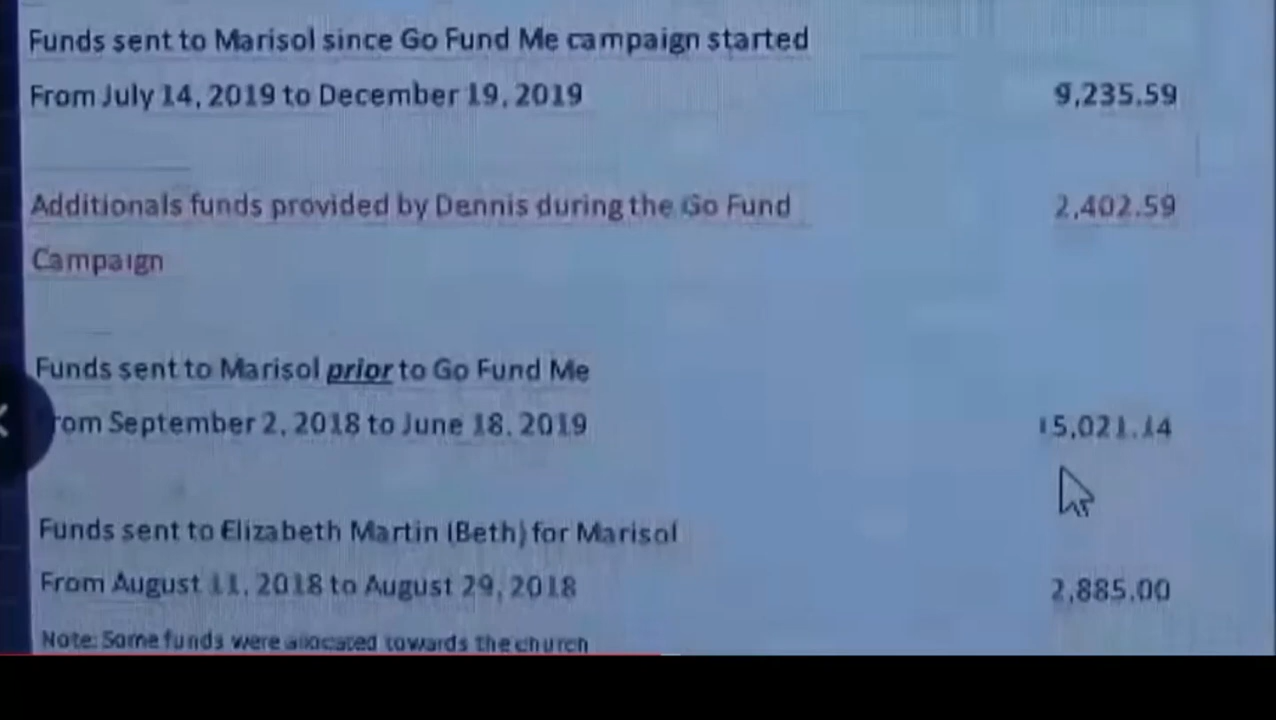 Funds sent to Marisol since Go Fund Me campaign started
From July 14, 2019 to December 19, 2019 9,235.59
Additionals funds provided by Dennis during the Go Fund 2,402.59
Campaign
Funds sent to Marisol prior to Go Fund Me
rom September 2, 2018 to June 18, 2019 15,021.14
Funds sent to Elizabeth Martin (Beth) for Marisol
From August 11, 2018 to August 29, 2018 2,885.00
Note: Some funds were allocated towards the church